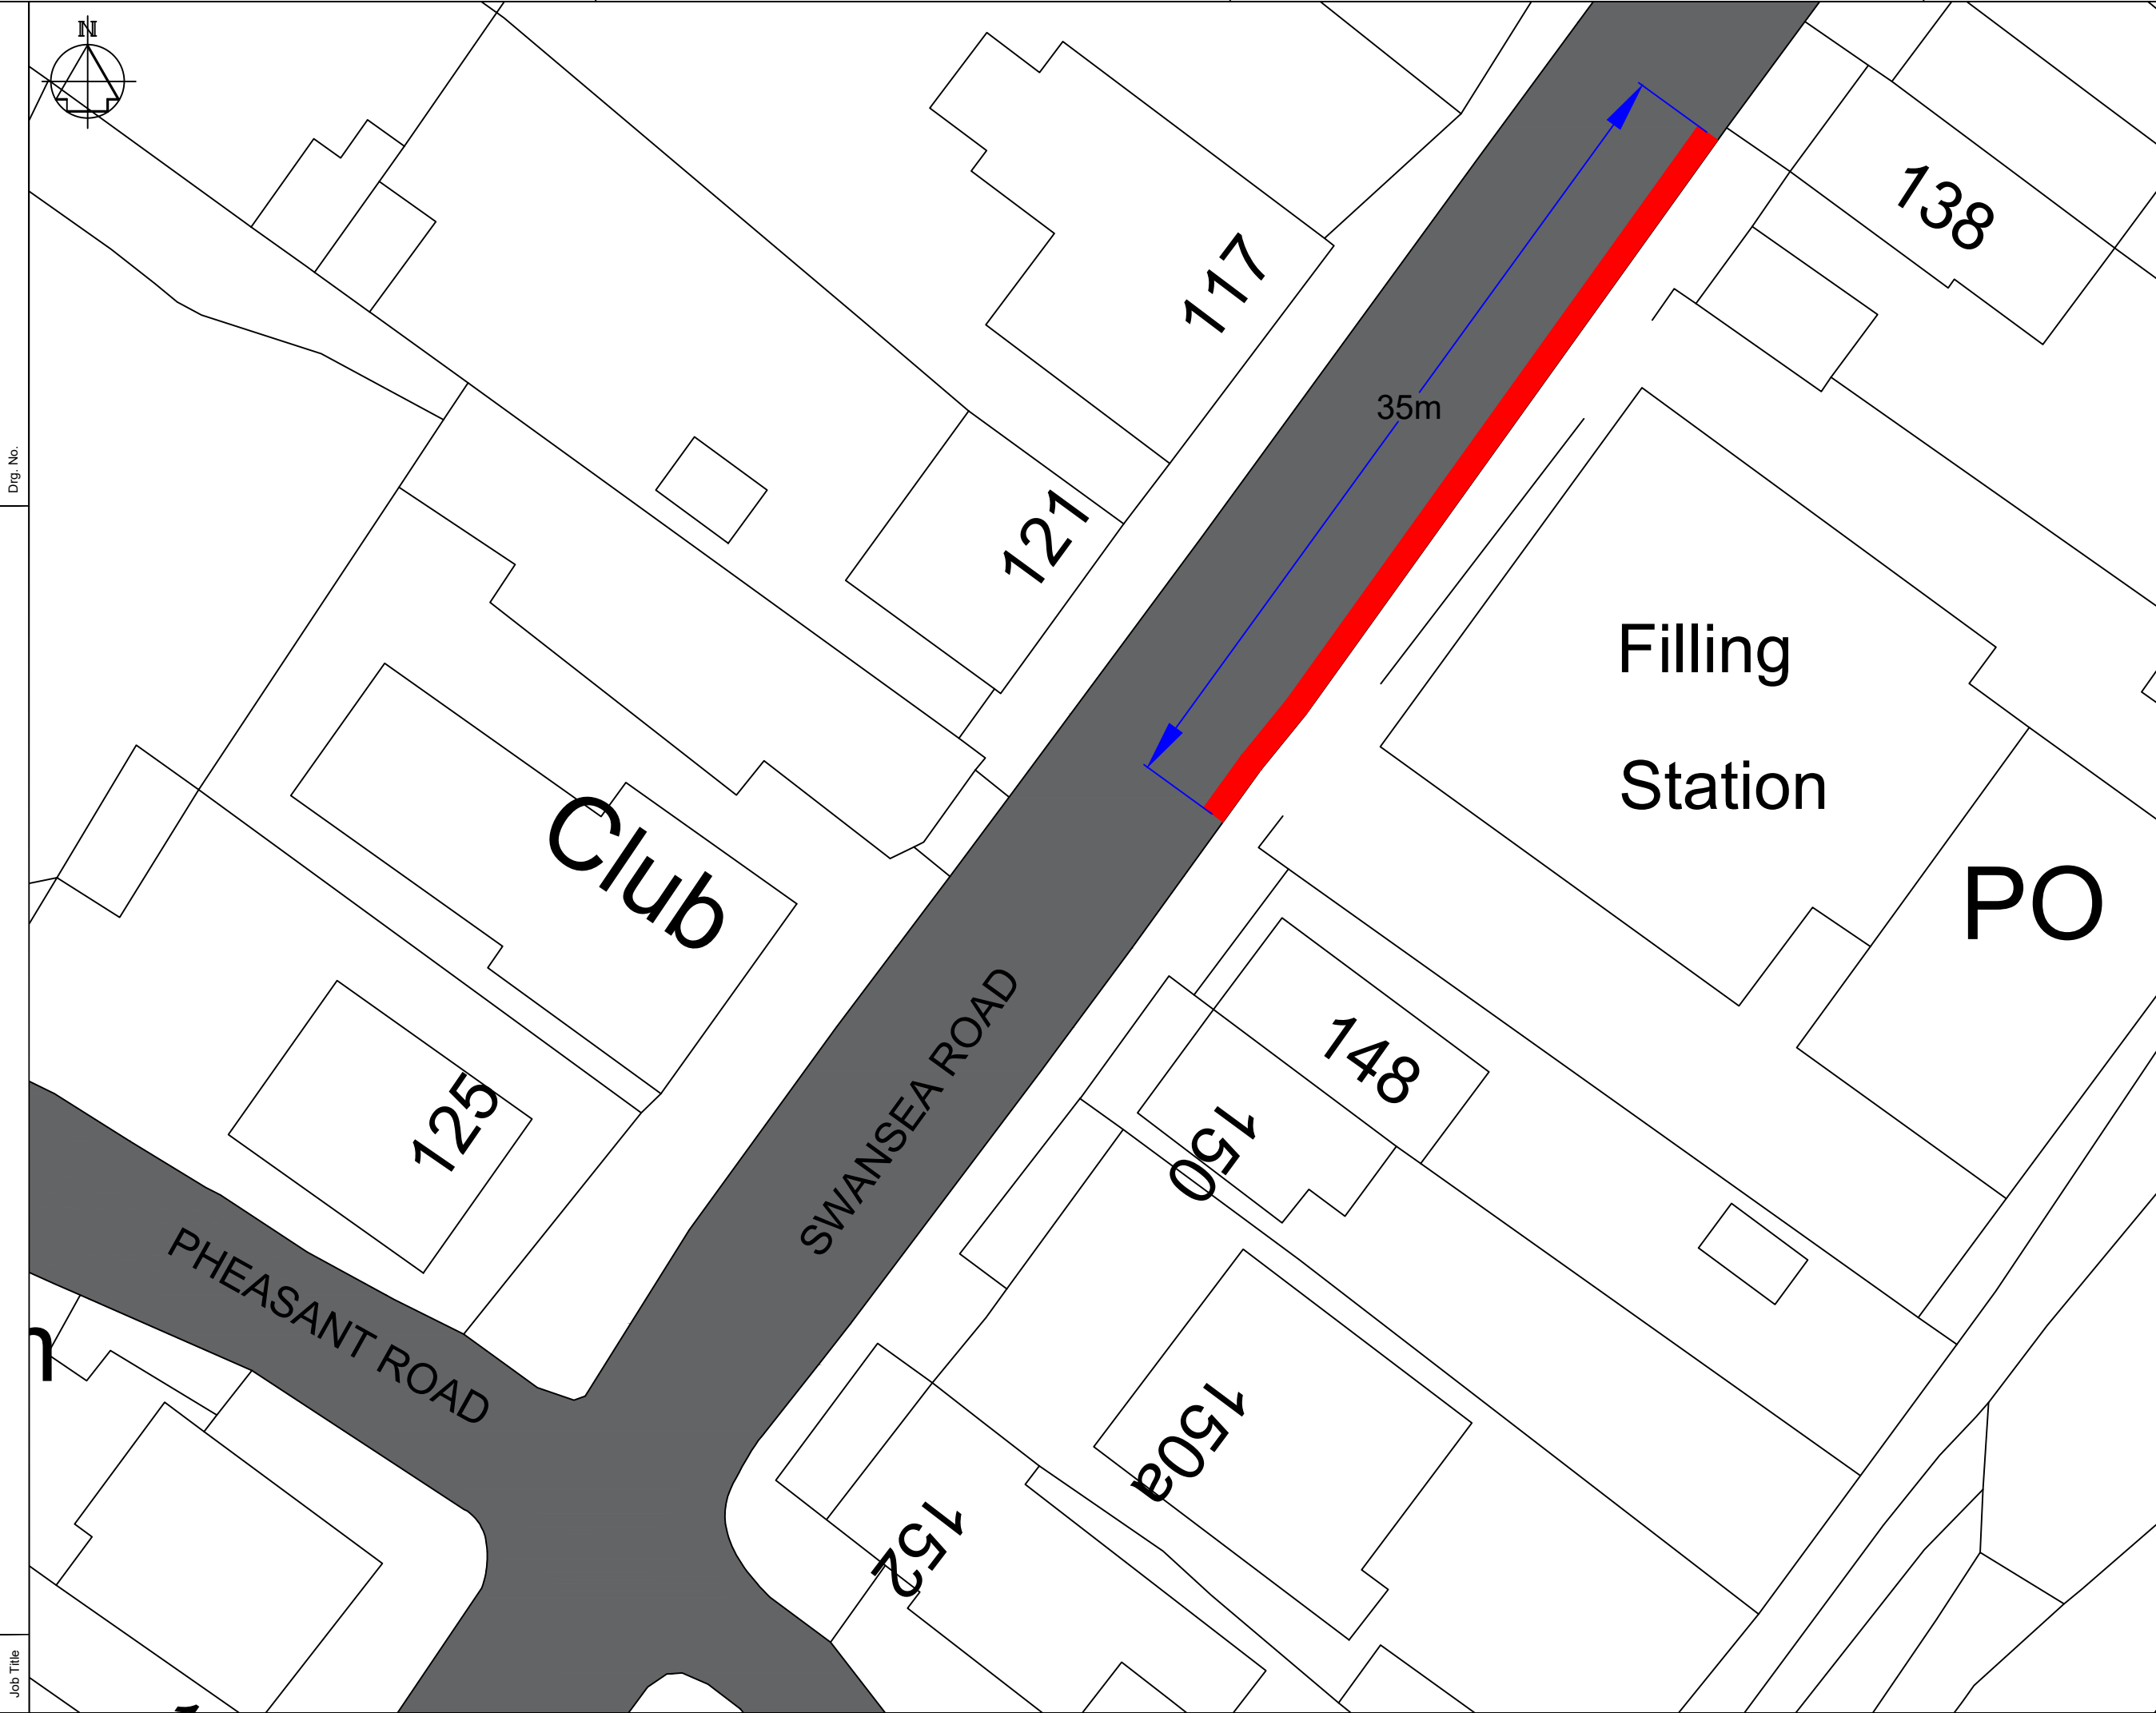 N
138
117
35m
Drg. No.
121
Filling
Station
Club
PO
SWANSEA ROAD
148
125
150
PHEASANT ROAD
150a
152
Job Title